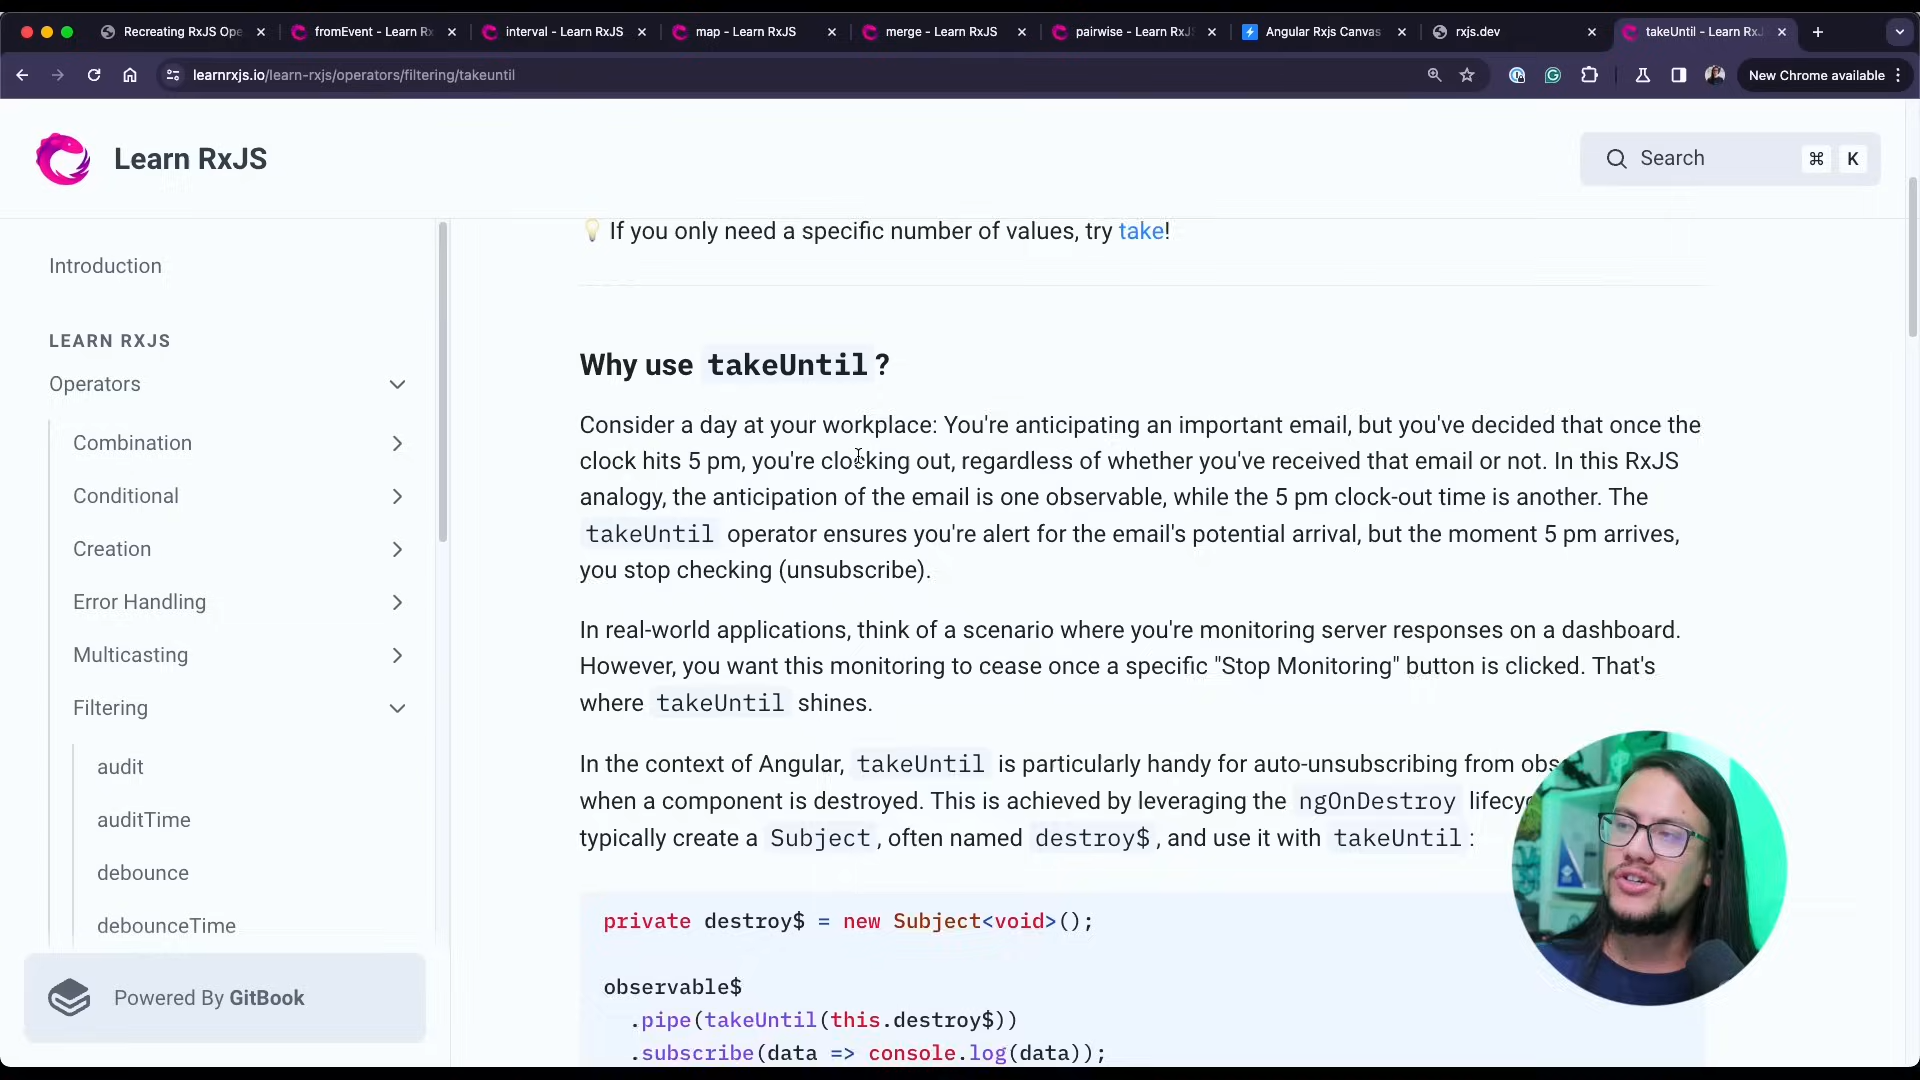 Recreating RxJS Ope
fromEvent - Learn Rx
interval - Learn RxJS
map - Learn RxJS
merge - Learn RxJS
pairwise - Learn RxJS
Angular Rxjs Canvas
rxjs.dev
takeUntil - Learn RxJ
learnrxjs.io/learn-rxjs/operators/filtering/takeuntil
New Chrome available
Learn RxJS
Search
⌘ K
Introduction
LEARN RXJS
Operators
Combination
Conditional
Creation
Error Handling
Multicasting
Filtering
audit
auditTime
debounce
debounceTime
Powered By GitBook
💡 If you only need a specific number of values, try take!
Why use takeUntil?
Consider a day at your workplace: You're anticipating an important email, but you've decided that once the
clock hits 5 pm, you're clocking out, regardless of whether you've received that email or not. In this RxJS
analogy, the anticipation of the email is one observable, while the 5 pm clock-out time is another. The
takeUntil operator ensures you're alert for the email's potential arrival, but the moment 5 pm arrives,
you stop checking (unsubscribe).
In real-world applications, think of a scenario where you're monitoring server responses on a dashboard.
However, you want this monitoring to cease once a specific "Stop Monitoring" button is clicked. That's
where takeUntil shines.
In the context of Angular, takeUntil is particularly handy for auto-unsubscribing from obs
when a component is destroyed. This is achieved by leveraging the ngOnDestroy lifecyc
typically create a Subject, often named destroy$, and use it with takeUntil:
private destroy$ = new Subject<void>();
observable$
.pipe(takeUntil(this.destroy$))
.subscribe(data => console.log(data));